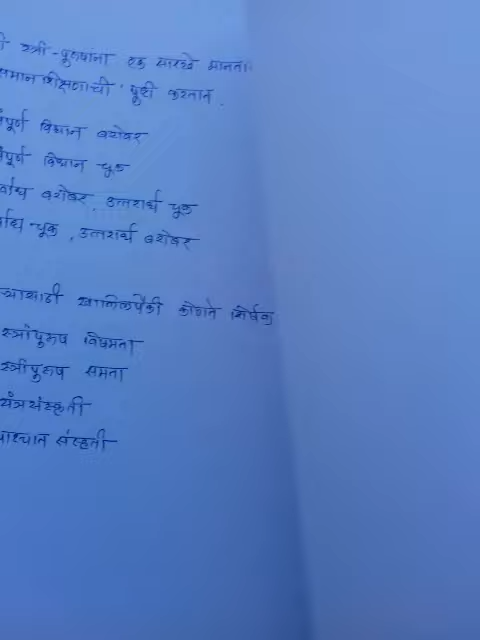 स्त्री-पुरुषांना एक सारखे मानतात
समान शिक्षणाची पुष्टी करतात.
संपूर्ण विधान बरोबर
संपूर्ण विधान चुक
पूर्वार्ध बरोबर, उत्तरार्ध चुक
पूर्वार्ध चूक, उत्तरार्ध बरोबर
खालिलपैकी कोणते शिर्षक
स्त्रीपुरुष विषमता
स्त्रीपुरुष समता
यंत्रसंस्कृती
पाश्चात संस्कृती